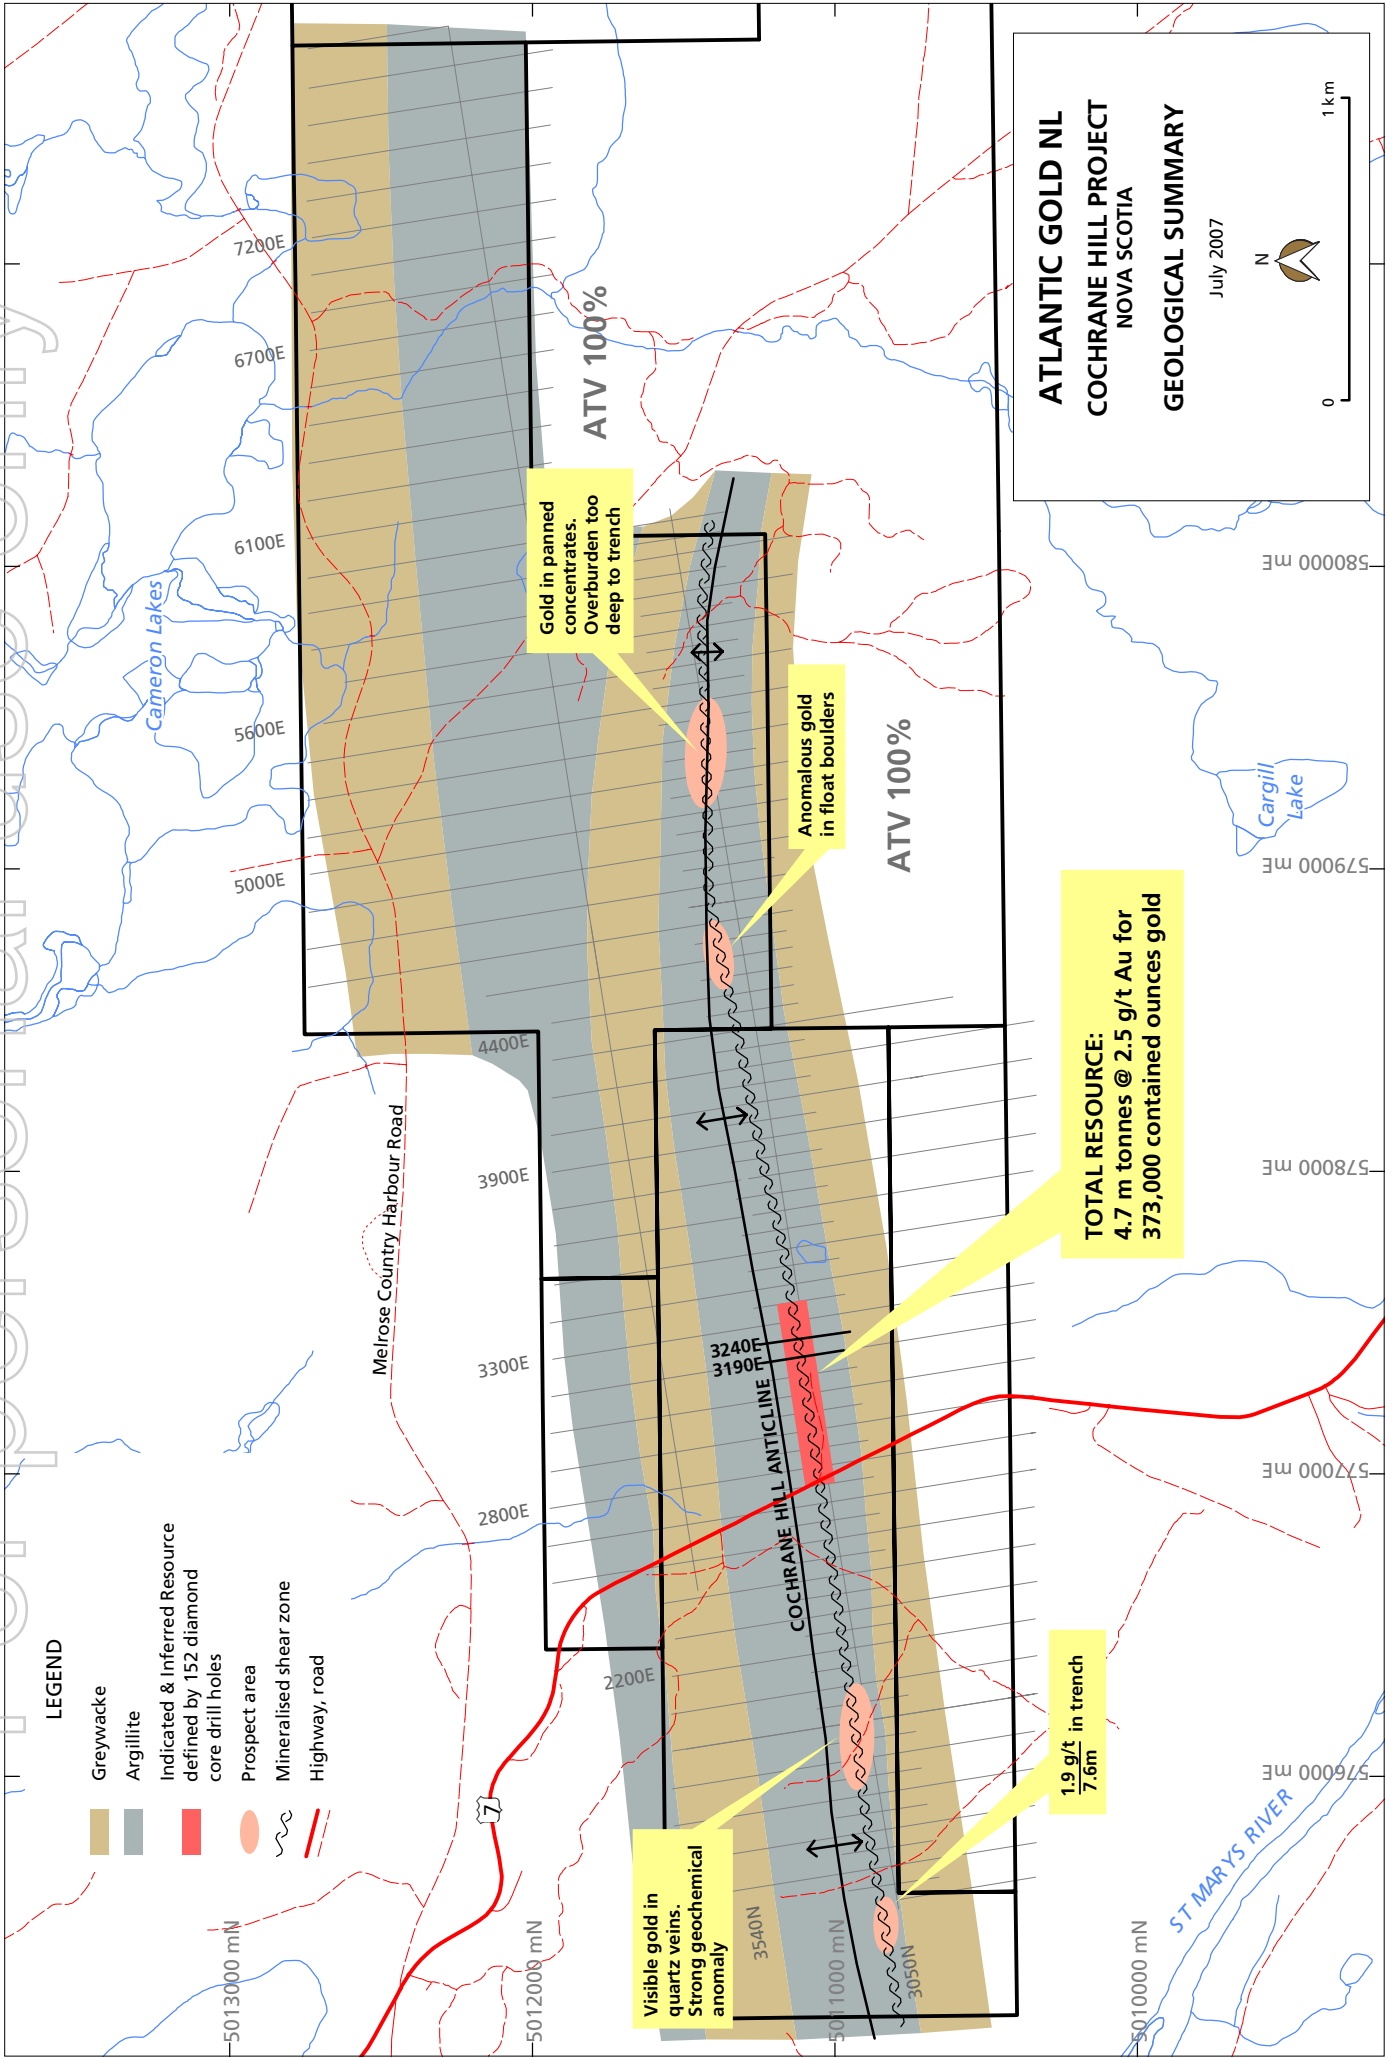 For personal use only
LEGEND
Greywacke
Argillite
Indicated & Inferred Resource
defined by 152 diamond
core drill holes
Prospect area
Mineralised shear zone
Highway, road
5013000 mN
5012000 mN
5011000 mN
5010000 mN
576000 mE
577000 mE
578000 mE
579000 mE
580000 mE
Cameron Lakes
Melrose Country Harbour Road
7
2200E
2800E
3300E
3900E
4400E
5000E
5600E
6100E
6700E
7200E
3540N
3050N
3240E
3190E
COCHRANE HILL ANTICLINE
ATV 100%
ATV 100%
Visible gold in
quartz veins.
Strong geochemical
anomaly
1.9 g/t
7.6m
in trench
Gold in panned
concentrates.
Overburden too
deep to trench
Anomalous gold
in float boulders
TOTAL RESOURCE:
4.7 m tonnes @ 2.5 g/t Au for
373,000 contained ounces gold
Cargill
Lake
ST MARYS RIVER
ATLANTIC GOLD NL
COCHRANE HILL PROJECT
NOVA SCOTIA
GEOLOGICAL SUMMARY
July 2007
N
0
1km